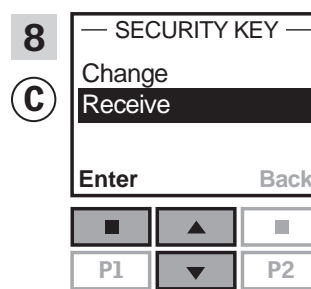 8
— SECURITY KEY —
C
Change
Receive
Enter Back
■ ▲ ■
P1 ▼ P2